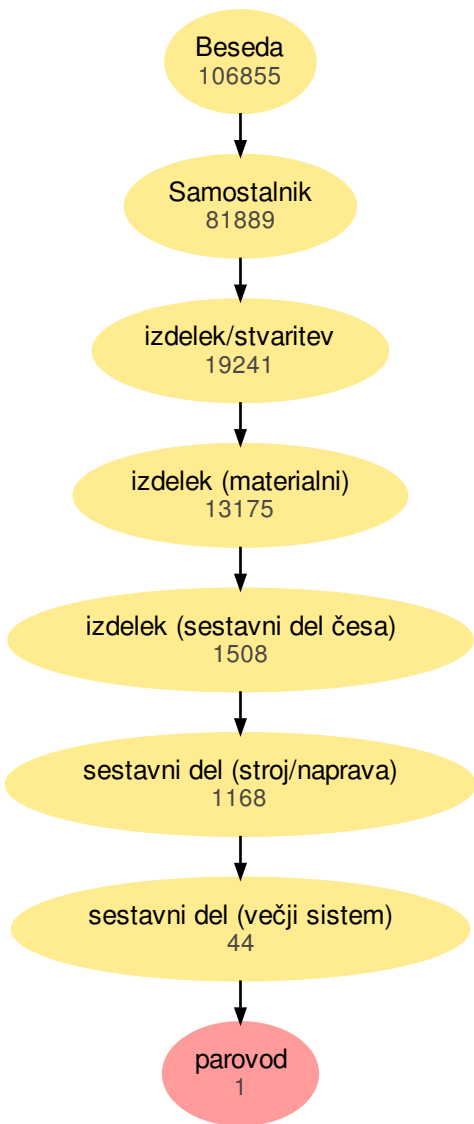 Beseda
106855
Samostalnik
81889
izdelek/stvaritev
19241
izdelek (materialni)
13175
izdelek (sestavni del česa)
1508
sestavni del (stroj/naprava)
1168
sestavni del (večji sistem)
44
parovod
1